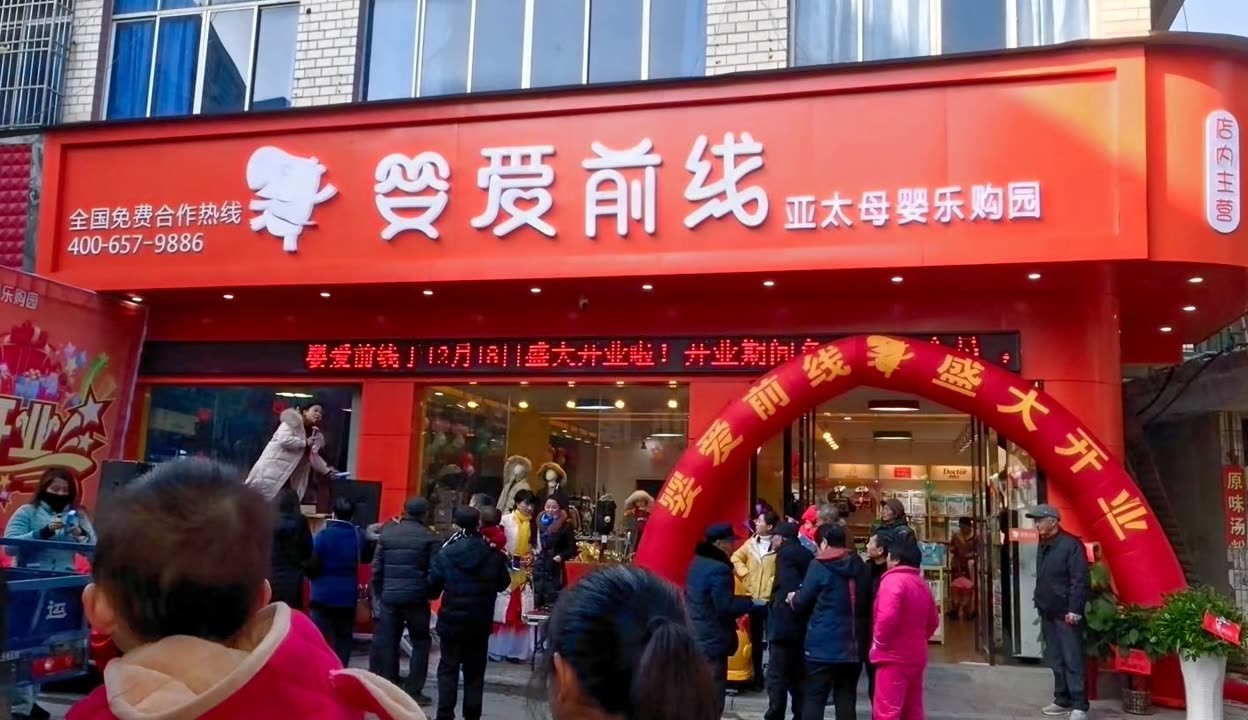 全国免费合作热线
400-657-9886
婴爱前线
亚太母婴乐购园
店内主营
乐购园
开业
婴爱前线于12月18日盛大开业啦！开业期间
婴爱前线 盛大开业
Doctor
原味汤粉
运